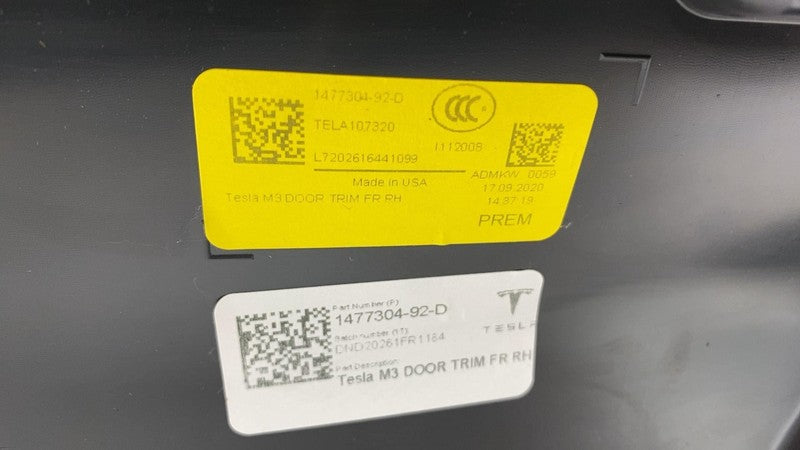 1477304-92-D
CCC
TELA107320
I112008
L7202616441099
ADMKW 0059
Made in USA
17.09.2020
Tesla M3 DOOR TRIM FR RH
14.37.19
PREM
Part Number (P)
1477304-92-D
TESLA
Batch number (1T)
DND20261FR1184
Part Description:
Tesla M3 DOOR TRIM FR RH